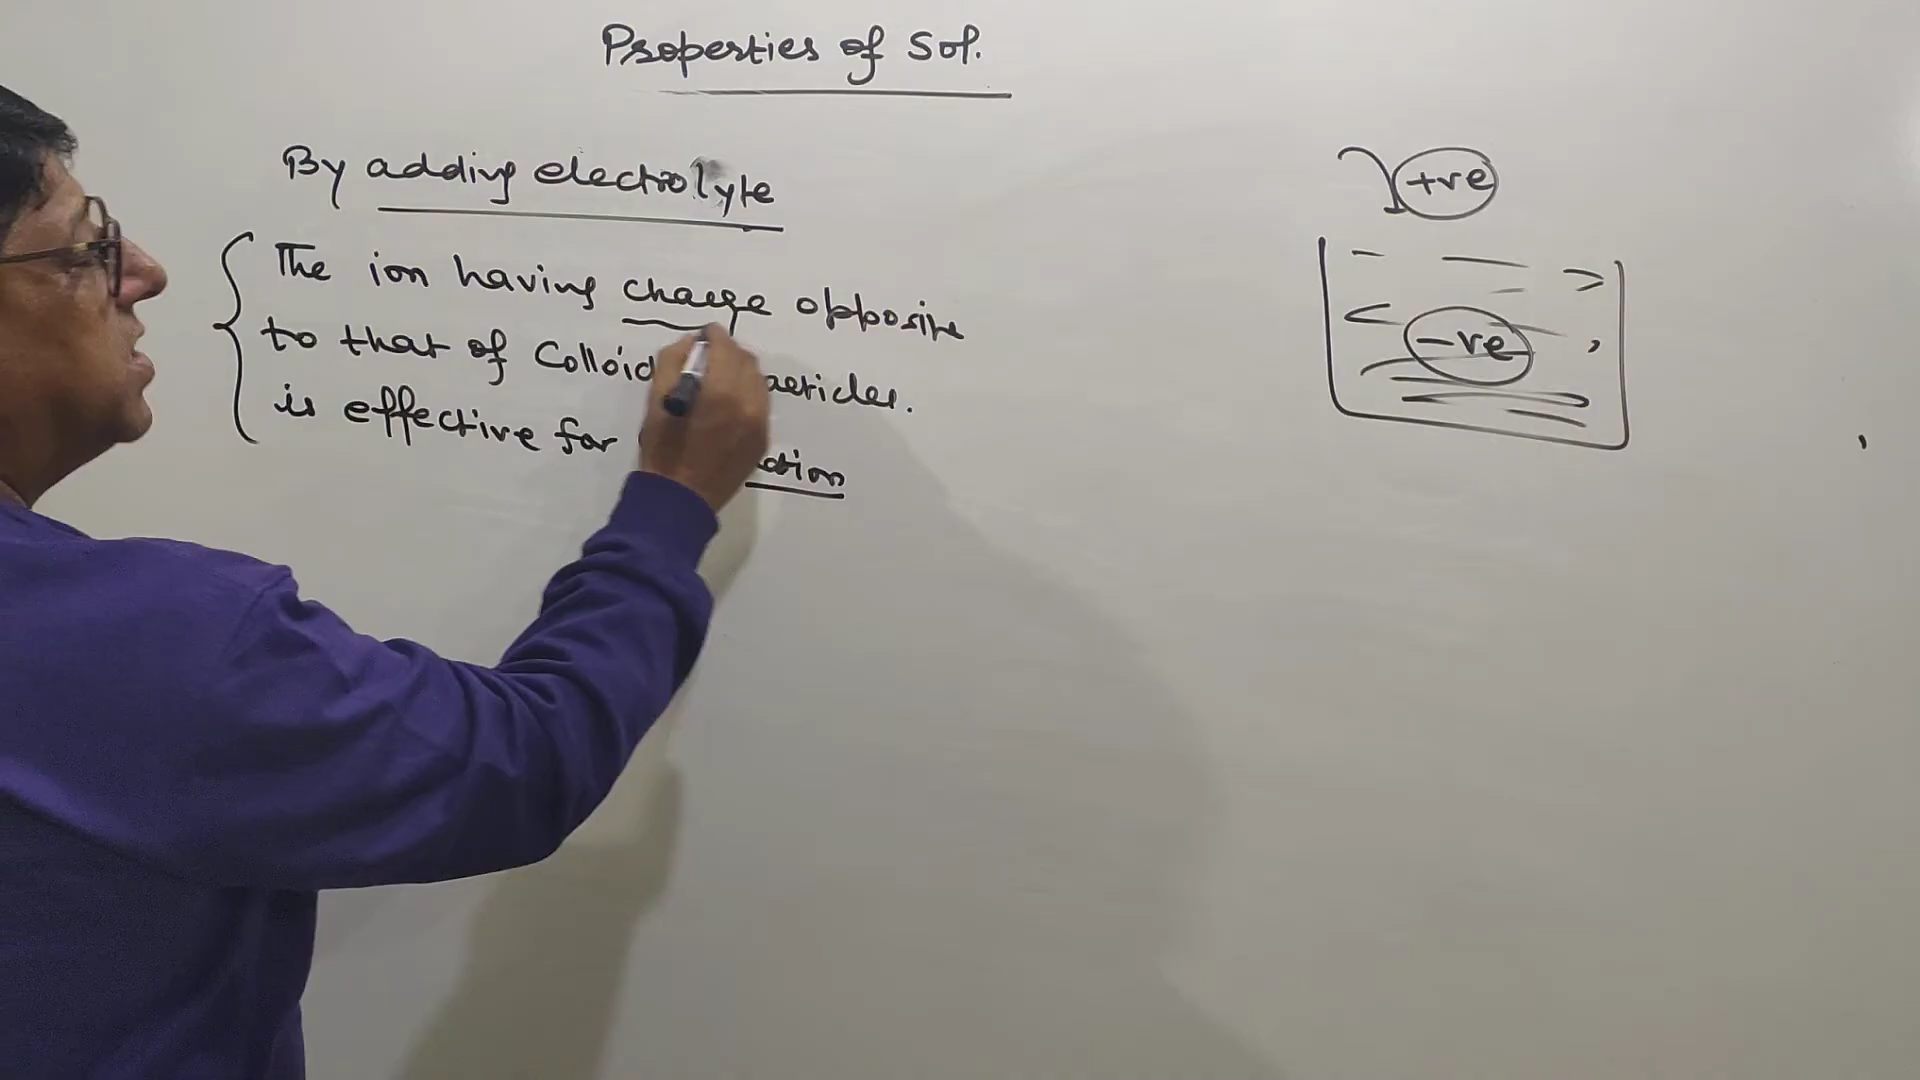 Properties of Sol.
By adding electrolyte
The ion having charge opposite
to that of Colloid
is effective for
+ve
-ve